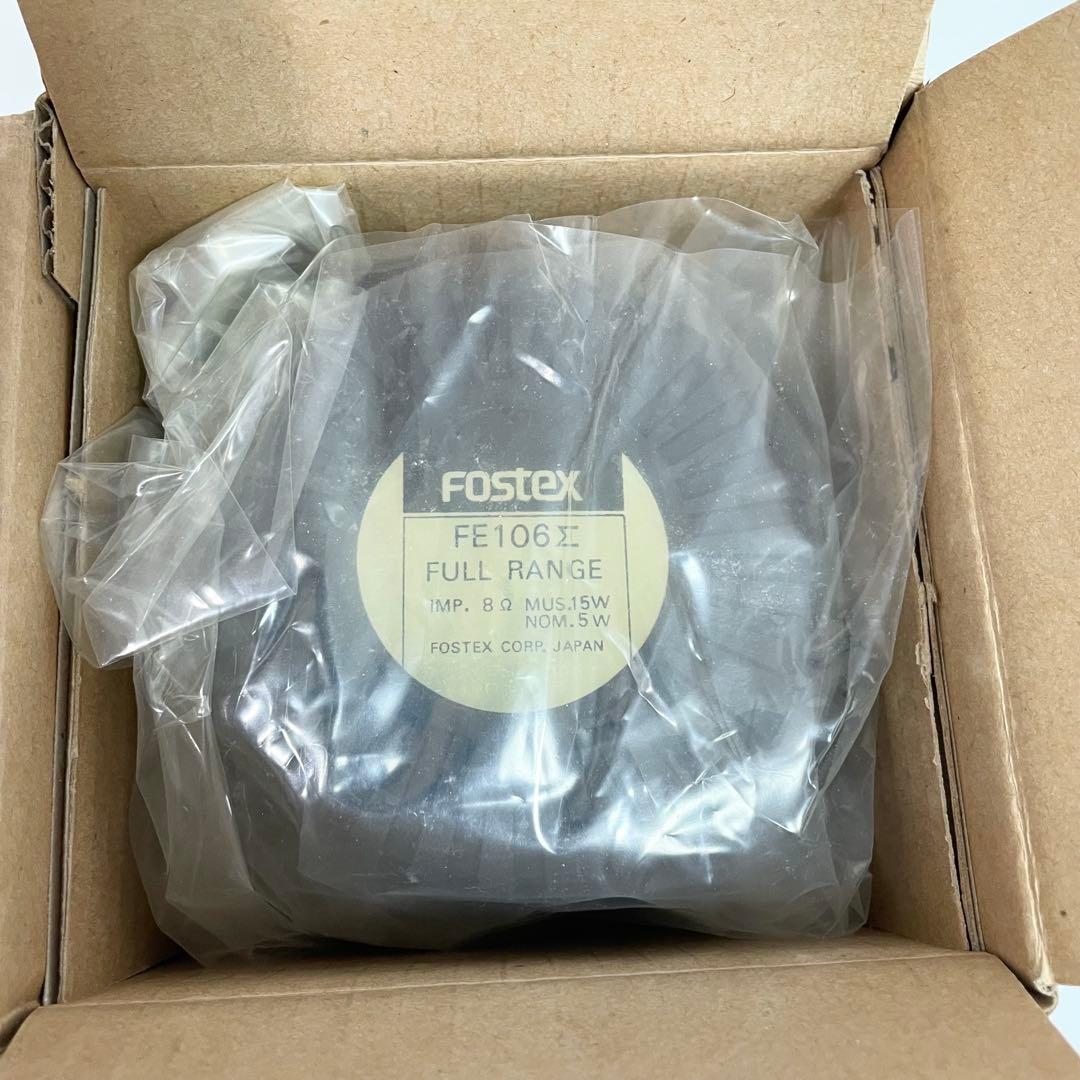 FOSTEX
FE106Σ
FULL RANGE
IMP. 8Ω MUS.15W
NOM.5W
FOSTEX CORP. JAPAN